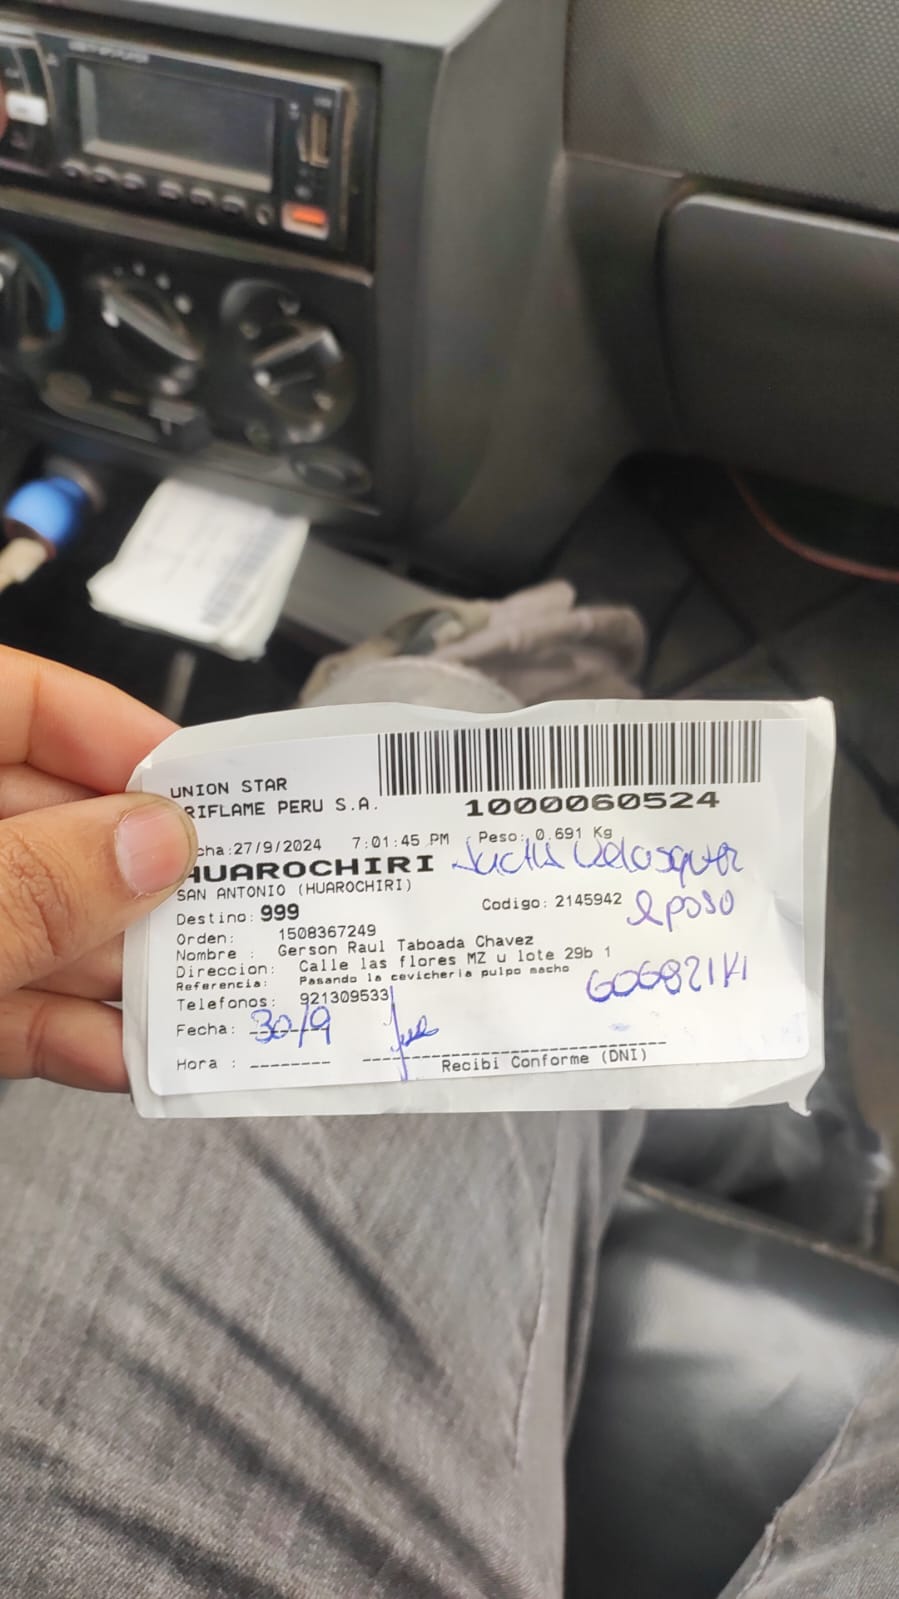 UNION STAR
RIFLAME PERU S.A.
1000060524
cha:27/9/2024 7:01:45 PM Peso: 0.691 Kg
HUAROCHIRI
SAN ANTONIO (HUAROCHIRI)
Destino: 999 Codigo: 2145942
Orden: 1508367249
Nombre : Gerson Raul Taboada Chavez
Direccion: Calle las flores MZ u lote 29b 1
Referencia: Pasando la cevicheria pulpo macho
Telefonos: 921309533
Fecha: 30/9
Hora : --------
Recibi Conforme (DNI)